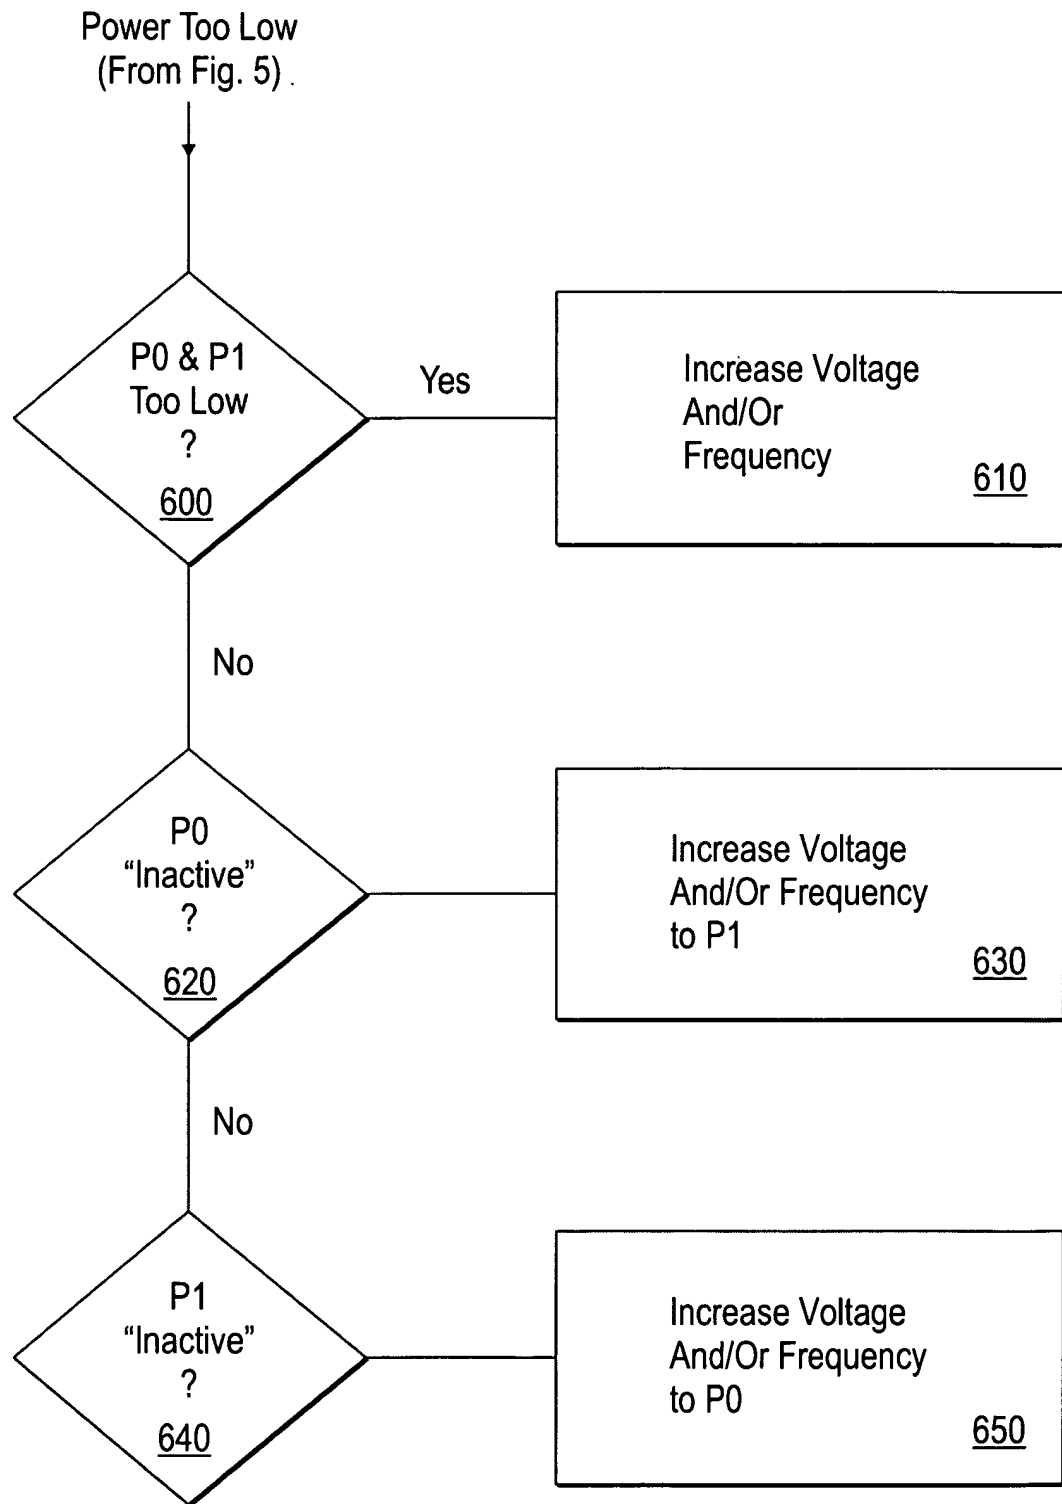 Power Too Low
(From Fig. 5)
P0 & P1
Too Low
?
600
Yes
Increase Voltage
And/Or
Frequency
610
No
P0
“Inactive”
?
620
Increase Voltage
And/Or Frequency
to P1
630
No
P1
“Inactive”
?
640
Increase Voltage
And/Or Frequency
to P0
650